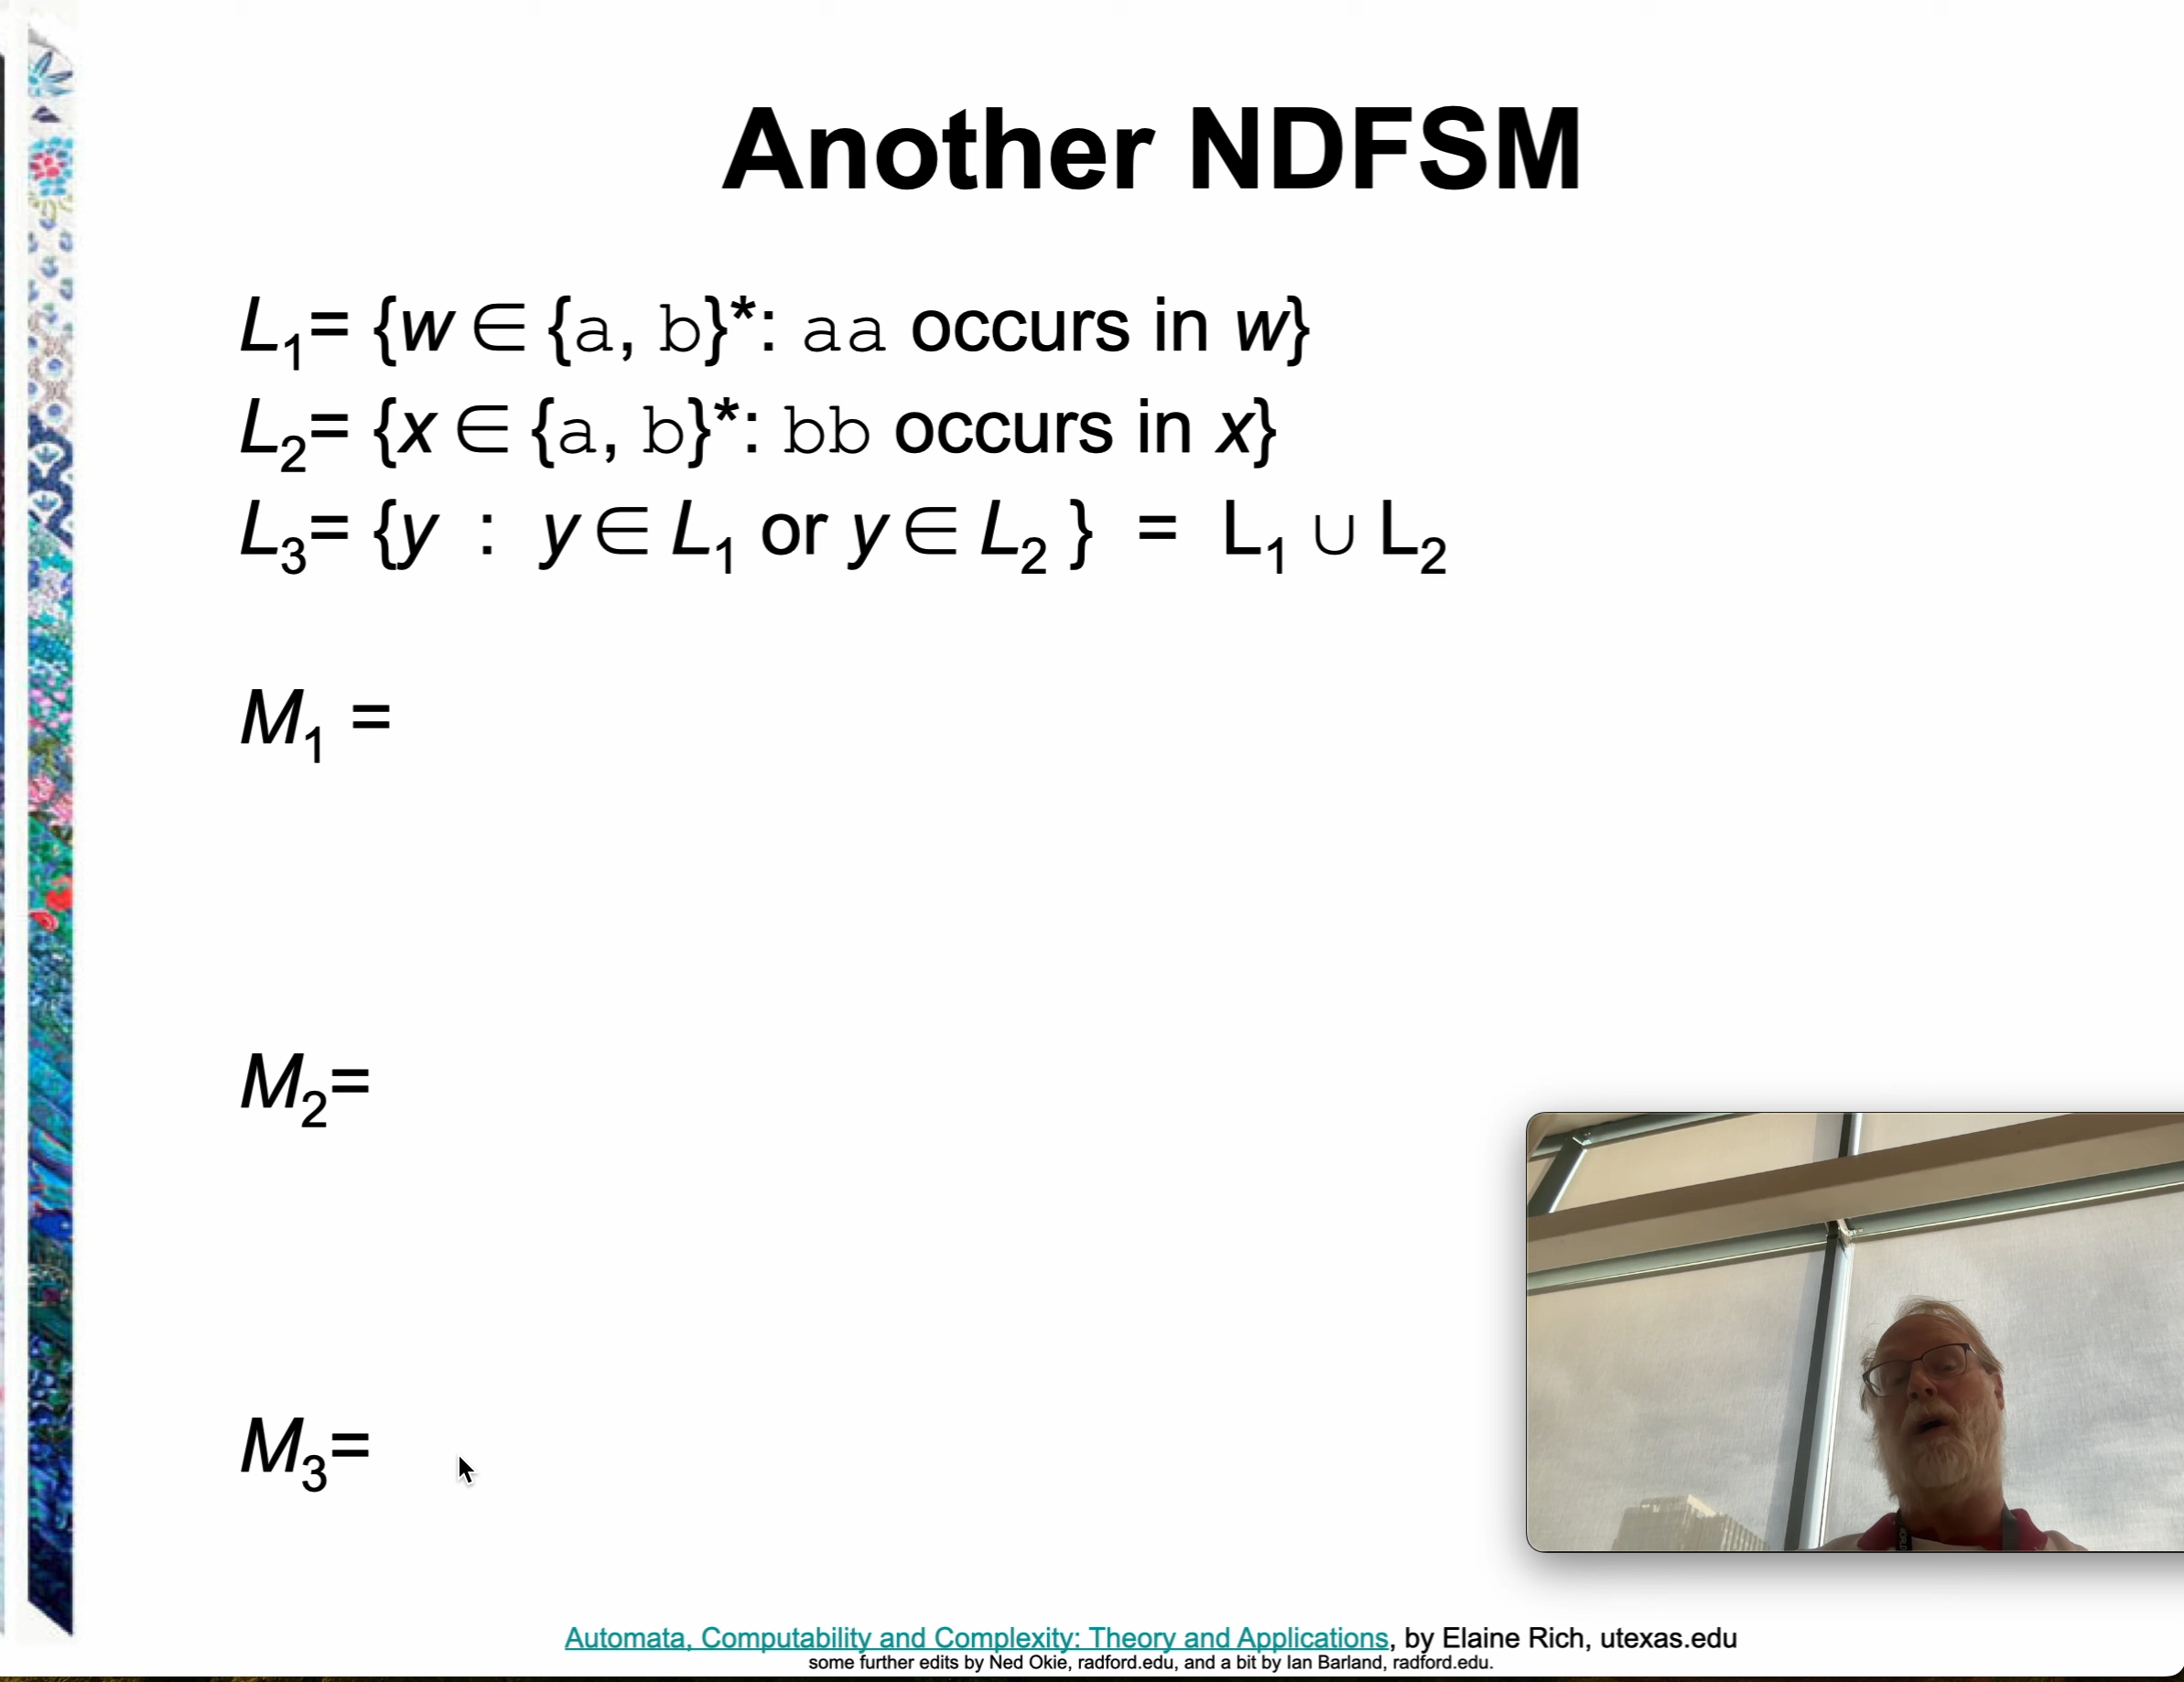 Another NDFSM
L₁= {w ∈ {a, b}*: aa occurs in w}
L₂= {x ∈ {a, b}*: bb occurs in x}
L₃= {y : y ∈ L₁ or y ∈ L₂ } = L₁ ∪ L₂
M₁ =
M₂=
M₃=
Automata, Computability and Complexity: Theory and Applications, by Elaine Rich, utexas.edu
some further edits by Ned Okie, radford.edu, and a bit by Ian Barland, radford.edu.